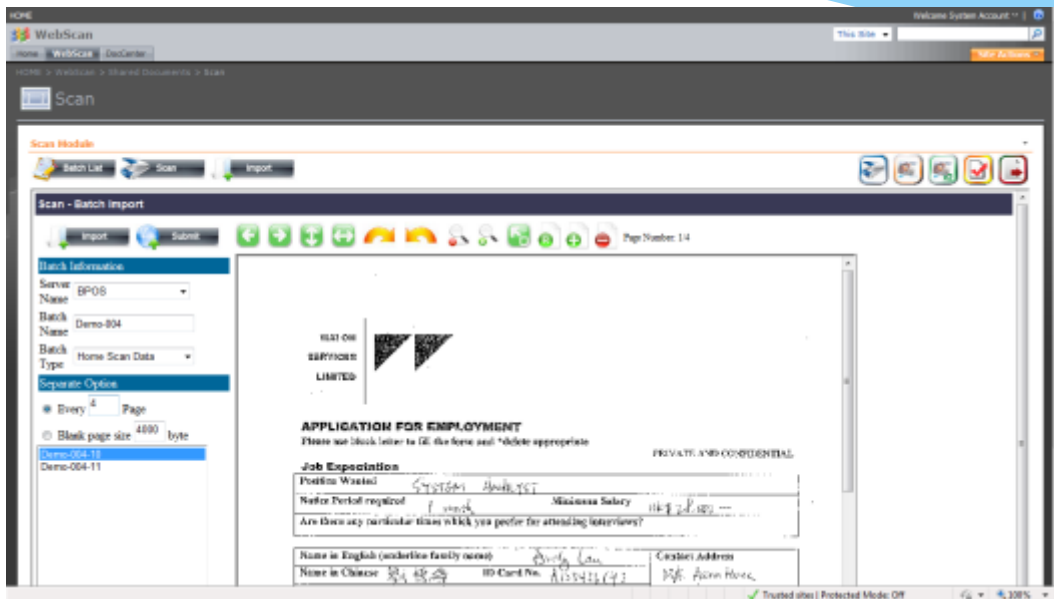 HOME Welcome System Account
WebScan This Site
Home WebScan DocCenter Site Actions
HOME > WebScan > Shared Documents > Scan
Scan
Scan Module
Batch List Scan Import
Scan - Batch Import
Import Submit Page Number: 1/4
Batch Information
Server Name BPOS
Batch Name Demo-004
Batch Type Home Scan Data
Separate Option
Every 4 Page
Blank page size 4000 byte
Demo-004-10
Demo-004-11
SERVICES
LIMITED
APPLICATION FOR EMPLOYMENT
Please use block letter to fill the form and *delete appropriate
PRIVATE AND CONFIDENTIAL
Job Expectation
Position Wanted SYSTEM ANALYST
Notice Period required 1 month Minimum Salary HK$
Are there any particular times which you prefer for attending interviews?
Name in English (underline family name) Lau Contact Address
Name in Chinese ID Card No.
Trusted sites | Protected Mode: Off 100%